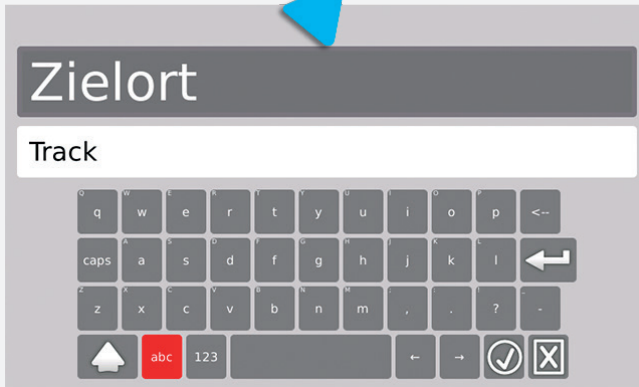 Zielort
Track
q w e r t y u i o p <--
caps a s d f g h j k l
z x c v b n m , . ? -
abc 123 ← →